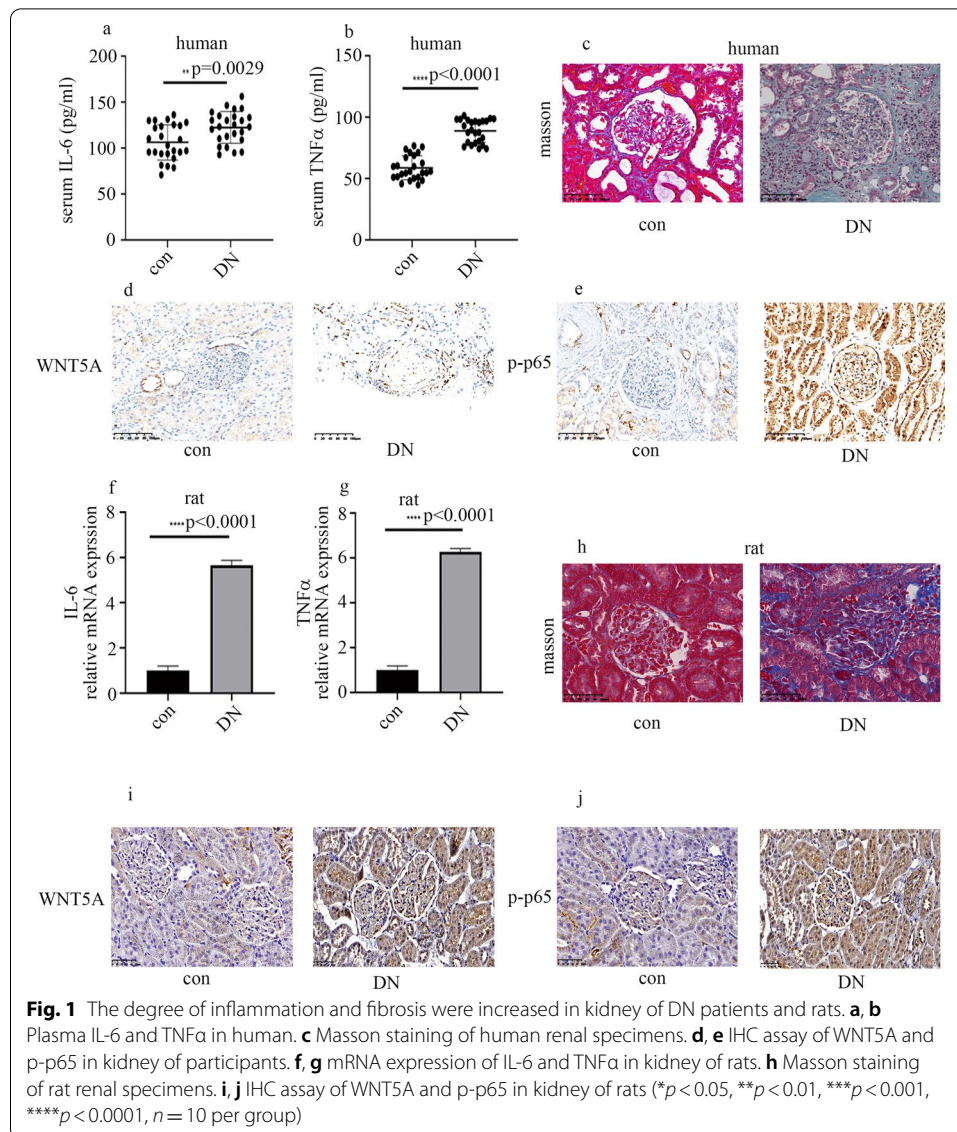 a
human
**p=0.0029
serum IL-6 (pg/ml)
200
150
100
50
0
con
DN
b
human
****p<0.0001
serum TNFα (pg/ml)
150
100
50
0
con
DN
c
human
masson
con
DN
d
WNT5A
con
DN
e
p-p65
con
DN
f
rat
****p<0.0001
IL-6
relative mRNA exprssion
8
6
4
2
0
con
DN
g
rat
****p<0.0001
TNFα
relative mRNA exprssion
8
6
4
2
0
con
DN
h
rat
masson
con
DN
i
WNT5A
con
DN
j
p-p65
con
DN
Fig. 1 The degree of inflammation and fibrosis were increased in kidney of DN patients and rats. a, b
Plasma IL-6 and TNFα in human. c Masson staining of human renal specimens. d, e IHC assay of WNT5A and
p-p65 in kidney of participants. f, g mRNA expression of IL-6 and TNFα in kidney of rats. h Masson staining
of rat renal specimens. i, j IHC assay of WNT5A and p-p65 in kidney of rats (*p < 0.05, **p < 0.01, ***p < 0.001,
****p < 0.0001, n = 10 per group)